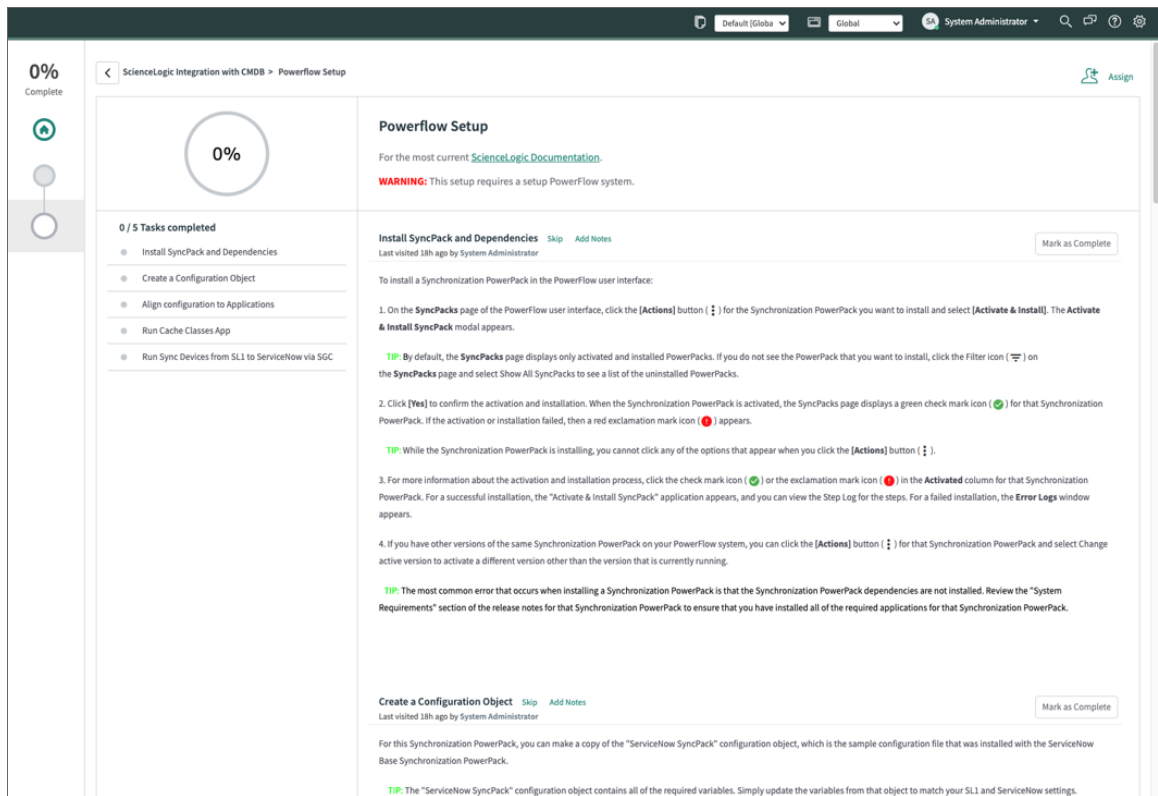 Default [Globa
Global
SA
System Administrator
0%
Complete
ScienceLogic Integration with CMDB > Powerflow Setup
Assign
0%
0 / 5 Tasks completed
Install SyncPack and Dependencies
Create a Configuration Object
Align configuration to Applications
Run Cache Classes App
Run Sync Devices from SL1 to ServiceNow via SGC
Powerflow Setup
For the most current ScienceLogic Documentation.
WARNING: This setup requires a setup PowerFlow system.
Install SyncPack and Dependencies Skip Add Notes
Last visited 18h ago by System Administrator
Mark as Complete
To install a Synchronization PowerPack in the PowerFlow user interface:
1. On the SyncPacks page of the PowerFlow user interface, click the [Actions] button ( ) for the Synchronization PowerPack you want to install and select [Activate & Install]. The Activate
& Install SyncPack modal appears.
TIP: By default, the SyncPacks page displays only activated and installed PowerPacks. If you do not see the PowerPack that you want to install, click the Filter icon ( ) on
the SyncPacks page and select Show All SyncPacks to see a list of the uninstalled PowerPacks.
2. Click [Yes] to confirm the activation and installation. When the Synchronization PowerPack is activated, the SyncPacks page displays a green check mark icon ( ) for that Synchronization
PowerPack. If the activation or installation failed, then a red exclamation mark icon ( ) appears.
TIP: While the Synchronization PowerPack is installing, you cannot click any of the options that appear when you click the [Actions] button ( ).
3. For more information about the activation and installation process, click the check mark icon ( ) or the exclamation mark icon ( ) in the Activated column for that Synchronization
PowerPack. For a successful installation, the "Activate & Install SyncPack" application appears, and you can view the Step Log for the steps. For a failed installation, the Error Logs window
appears.
4. If you have other versions of the same Synchronization PowerPack on your PowerFlow system, you can click the [Actions] button ( ) for that Synchronization PowerPack and select Change
active version to activate a different version other than the version that is currently running.
TIP: The most common error that occurs when installing a Synchronization PowerPack is that the Synchronization PowerPack dependencies are not installed. Review the "System
Requirements" section of the release notes for that Synchronization PowerPack to ensure that you have installed all of the required applications for that Synchronization PowerPack.
Create a Configuration Object Skip Add Notes
Last visited 18h ago by System Administrator
Mark as Complete
For this Synchronization PowerPack, you can make a copy of the "ServiceNow SyncPack" configuration object, which is the sample configuration file that was installed with the ServiceNow
Base Synchronization PowerPack.
TIP: The "ServiceNow SyncPack" configuration object contains all of the required variables. Simply update the variables from that object to match your SL1 and ServiceNow settings.